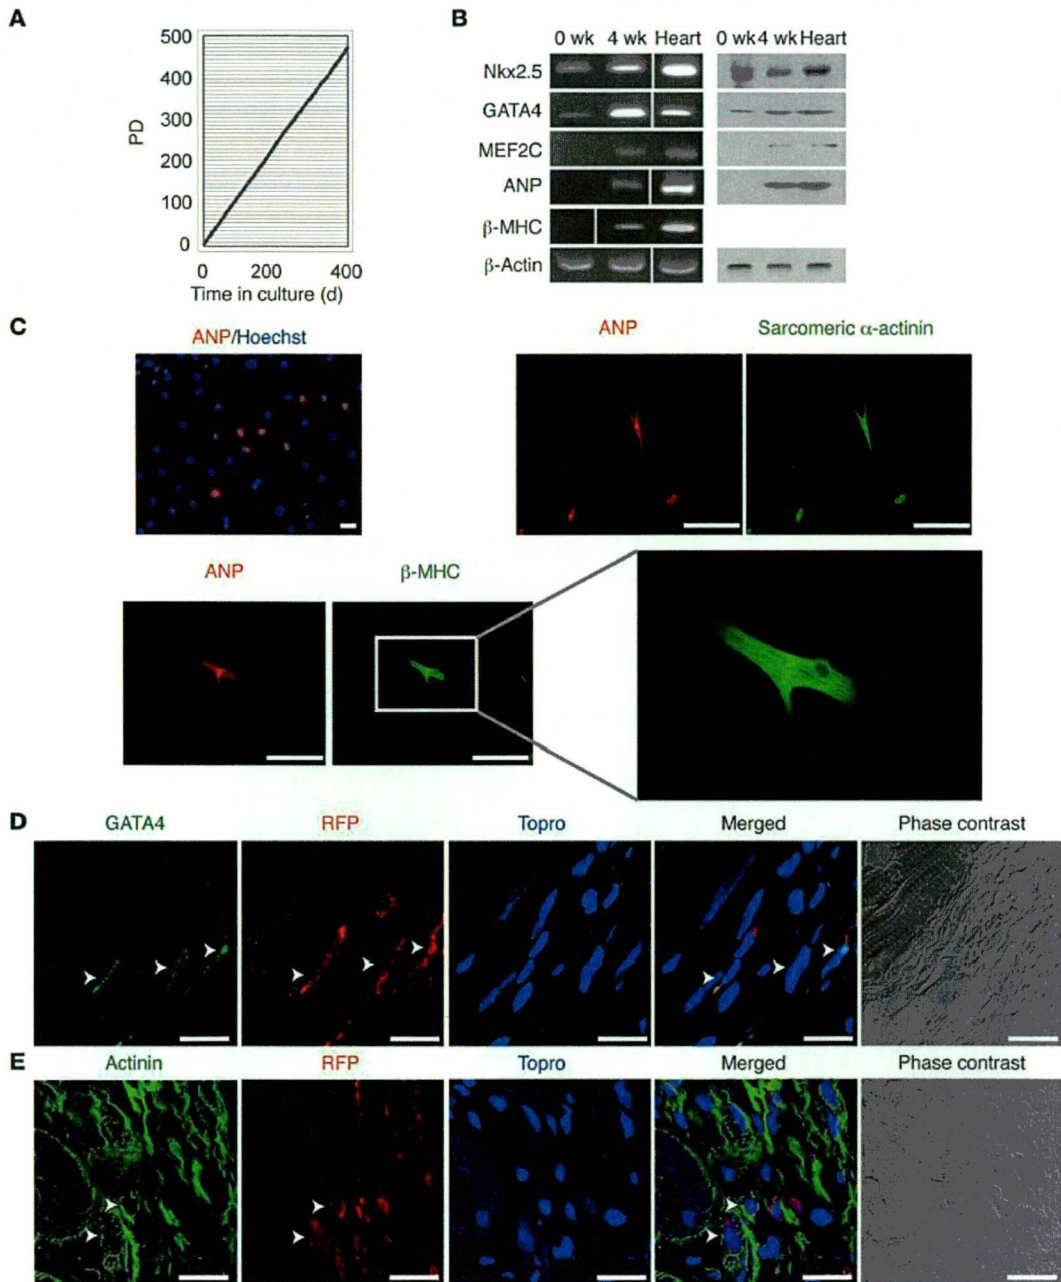 A
500
400
300
200
100
0
PD
0 200 400
Time in culture (d)
B
0 wk 4 wk Heart 0 wk 4 wk Heart
Nkx2.5
GATA4
MEF2C
ANP
β-MHC
β-Actin
C
ANP/Hoechst
ANP
Sarcomeric α-actinin
ANP
β-MHC
D
GATA4 RFP Topro Merged Phase contrast
E
Actinin RFP Topro Merged Phase contrast